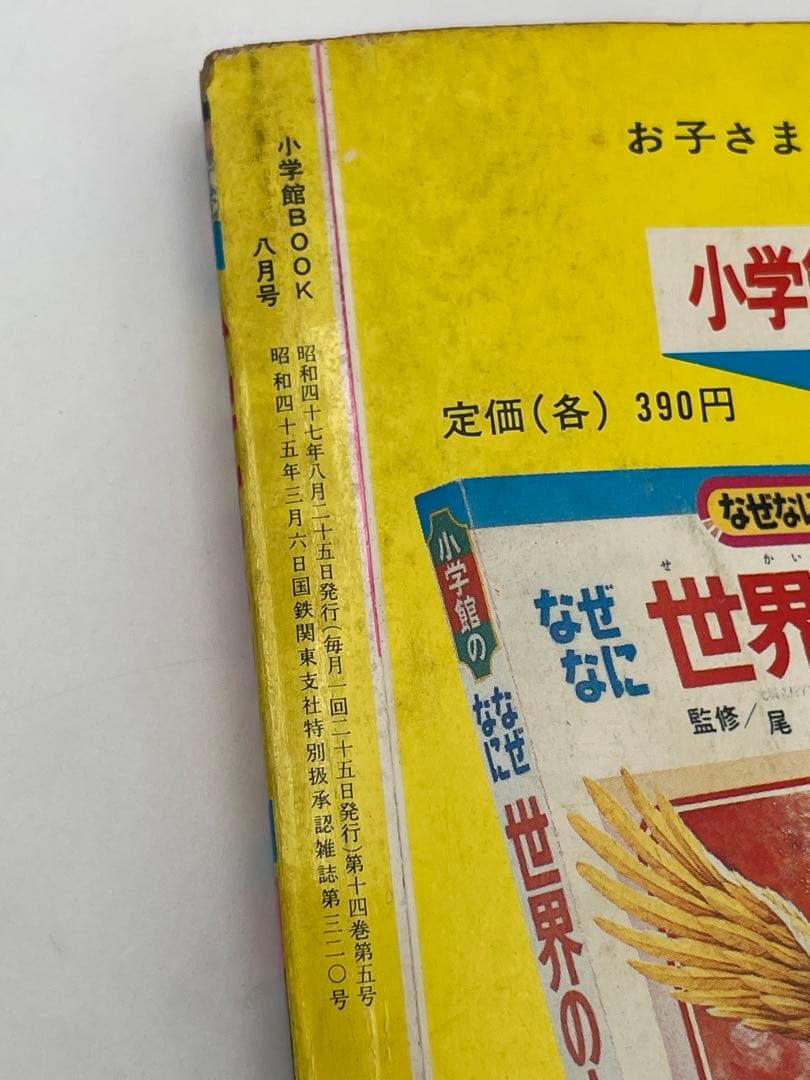 小学館BOOK
八月号
昭和四十七年八月二十五日発行(毎月一回二十五日発行)第十四巻第五号
昭和四十五年三月六日国鉄関東支社特別扱承認雑誌第三一〇号
お子さま
小学館
定価(各) 390円
小学館の
なぜなに
世界の
なぜなに
なぜ
なに
世界
せ かい
監修/尾